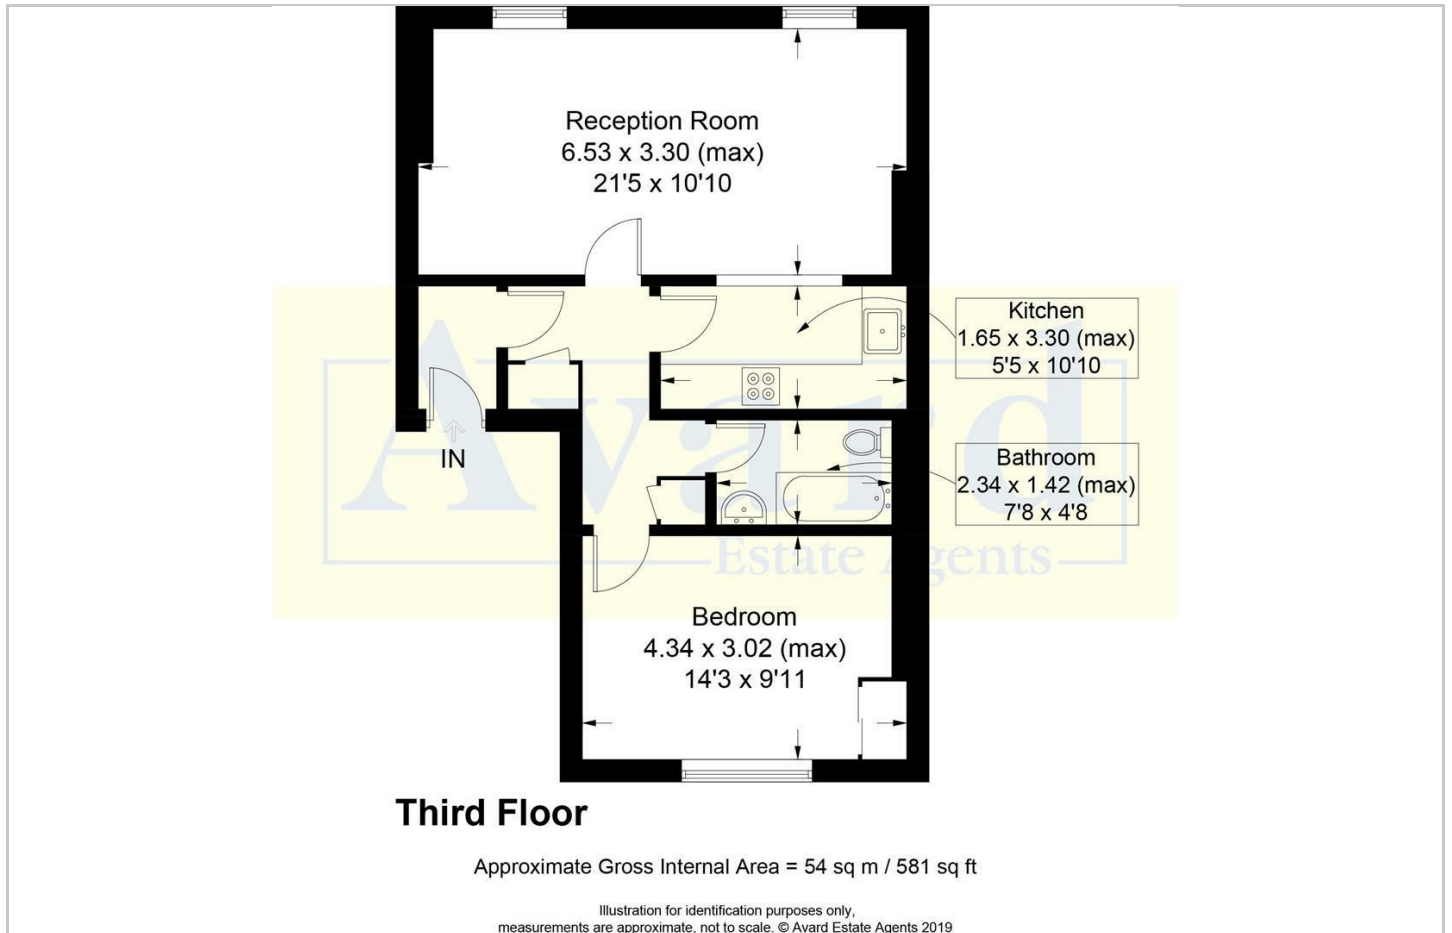 Reception Room
6.53 x 3.30 (max)
21'5 x 10'10
Kitchen
1.65 x 3.30 (max)
5'5 x 10'10
IN
Bathroom
2.34 x 1.42 (max)
7'8 x 4'8
Avard
Estate Agents
Bedroom
4.34 x 3.02 (max)
14'3 x 9'11
Third Floor
Approximate Gross Internal Area = 54 sq m / 581 sq ft
Illustration for identification purposes only,
measurements are approximate, not to scale. © Avard Estate Agents 2019